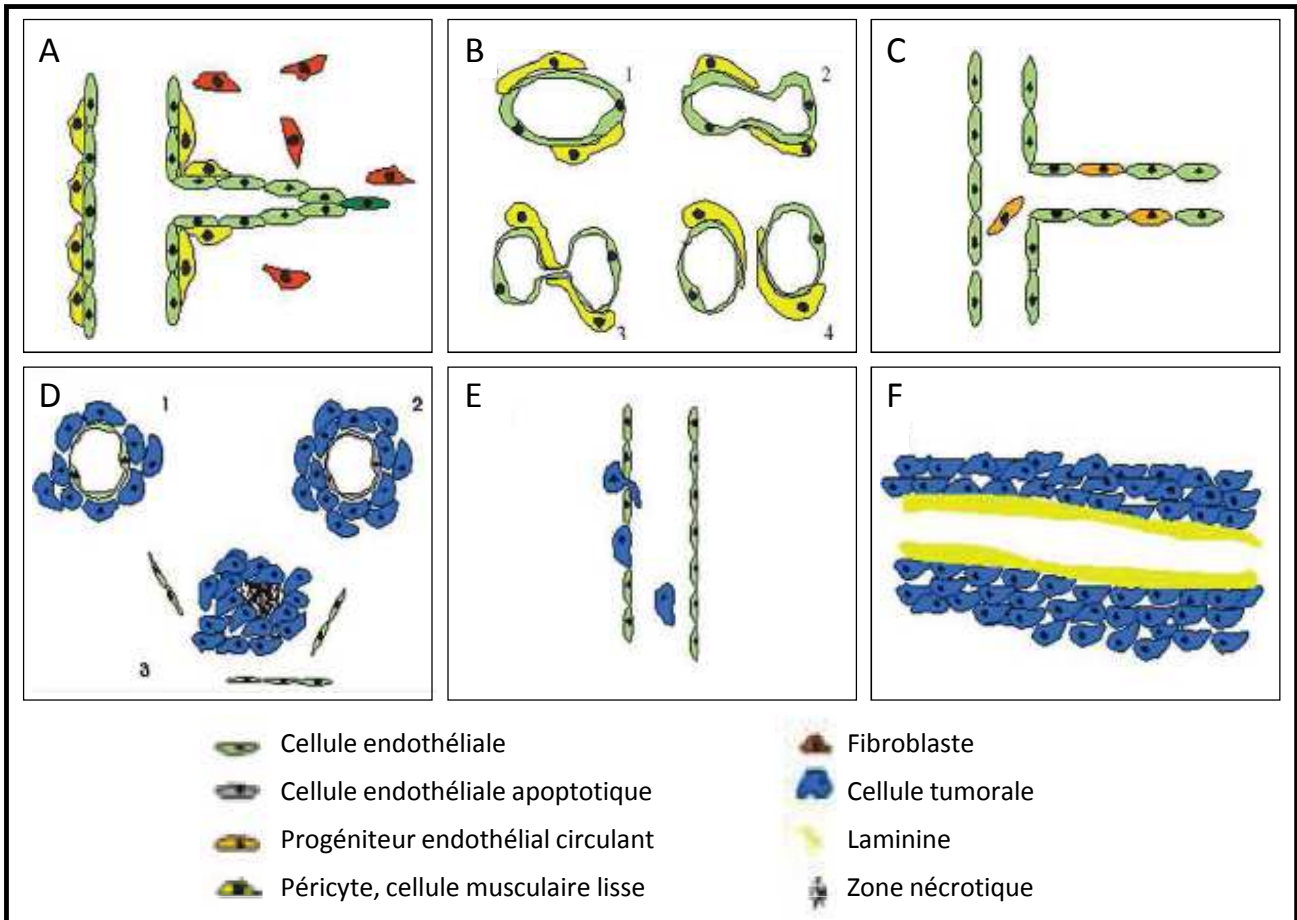 A
B
C
1
2
3
4
D
E
F
1
2
3
Cellule endothéliale
Fibroblaste
Cellule endothéliale apoptotique
Cellule tumorale
Progéniteur endothélial circulant
Laminine
Péricyte, cellule musculaire lisse
Zone nécrotique